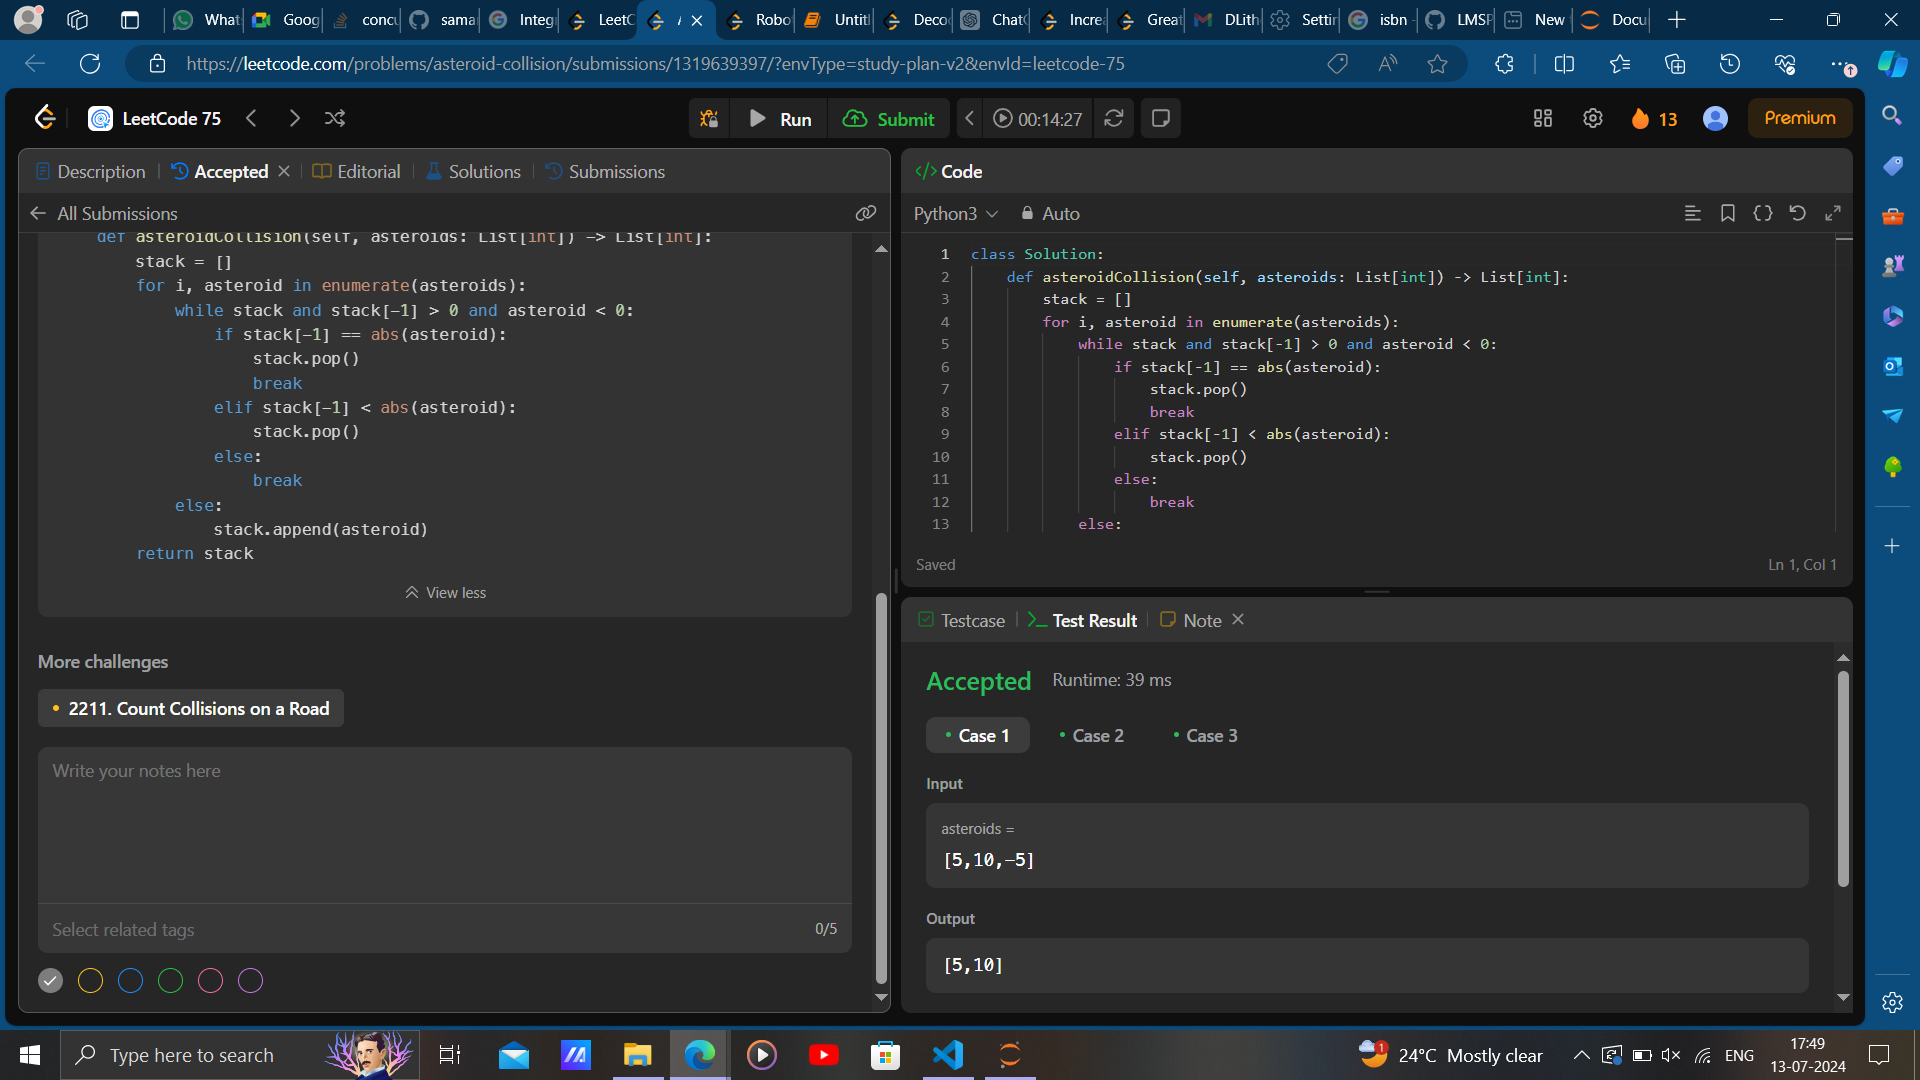 What
Goog
conc
sama
Integ
LeetC
A
Robo
Untitl
Deco
ChatG
Increa
Great
DLith
Settin
isbn -
LMSP
New
Docu
https://leetcode.com/problems/asteroid-collision/submissions/1319639397/?envType=study-plan-v2&envId=leetcode-75
LeetCode 75
Run
Submit
00:14:27
13
Premium
Description
Accepted
Editorial
Solutions
Submissions
All Submissions
def asteroidCollision(self, asteroids: List[int]) -> List[int]:
stack = []
for i, asteroid in enumerate(asteroids):
while stack and stack[-1] > 0 and asteroid < 0:
if stack[-1] == abs(asteroid):
stack.pop()
break
elif stack[-1] < abs(asteroid):
stack.pop()
else:
break
else:
stack.append(asteroid)
return stack
View less
More challenges
2211. Count Collisions on a Road
Write your notes here
Select related tags
0/5
Code
Python3
Auto
1 class Solution:
2 def asteroidCollision(self, asteroids: List[int]) -> List[int]:
3 stack = []
4 for i, asteroid in enumerate(asteroids):
5 while stack and stack[-1] > 0 and asteroid < 0:
6 if stack[-1] == abs(asteroid):
7 stack.pop()
8 break
9 elif stack[-1] < abs(asteroid):
10 stack.pop()
11 else:
12 break
13 else:
Saved
Ln 1, Col 1
Testcase
Test Result
Note
Accepted
Runtime: 39 ms
Case 1
Case 2
Case 3
Input
asteroids =
[5,10,-5]
Output
[5,10]
Type here to search
1
24°C Mostly clear
ENG
17:49
13-07-2024